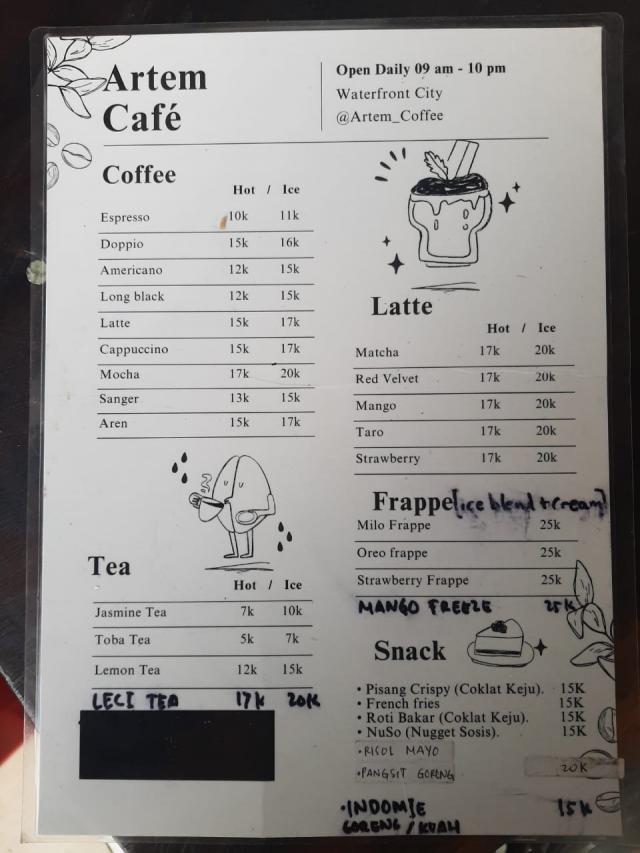 Artem
Café
Open Daily 09 am - 10 pm
Waterfront City
@Artem_Coffee
Coffee
Hot / Ice
Espresso 10k 11k
Doppio 15k 16k
Americano 12k 15k
Long black 12k 15k
Latte 15k 17k
Cappuccino 15k 17k
Mocha 17k 20k
Sanger 13k 15k
Aren 15k 17k
Tea
Hot / Ice
Jasmine Tea 7k 10k
Toba Tea 5k 7k
Lemon Tea 12k 15k
LECI TEA 17k 20k
Latte
Hot / Ice
Matcha 17k 20k
Red Velvet 17k 20k
Mango 17k 20k
Taro 17k 20k
Strawberry 17k 20k
Frappe (ice blend + cream)
Milo Frappe 25k
Oreo frappe 25k
Strawberry Frappe 25k
MANGO FREEZE 25K
Snack
• Pisang Crispy (Coklat Keju). 15K
• French fries 15K
• Roti Bakar (Coklat Keju). 15K
• NuSo (Nugget Sosis). 15K
• RISOL MAYO
• PANGSIT GORENG 20K
• INDOMIE 15K
GORENG / KUAH